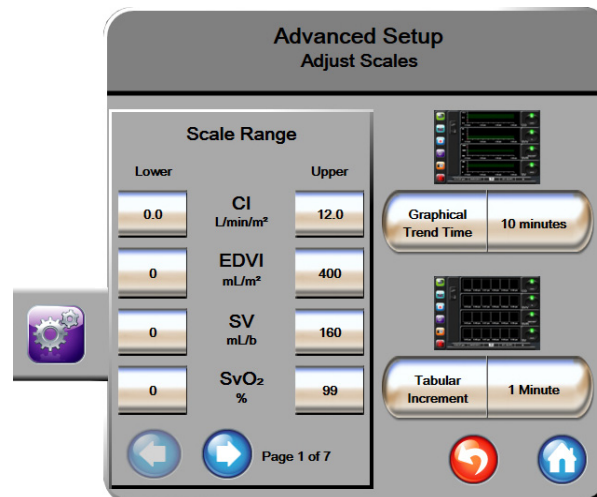 Advanced Setup
Adjust Scales
Scale Range
Lower
Upper
0.0
CI
L/min/m²
12.0
0
EDVI
mL/m²
400
0
SV
mL/b
160
0
SvO₂
%
99
Page 1 of 7
Graphical
Trend Time
10 minutes
Tabular
Increment
1 Minute